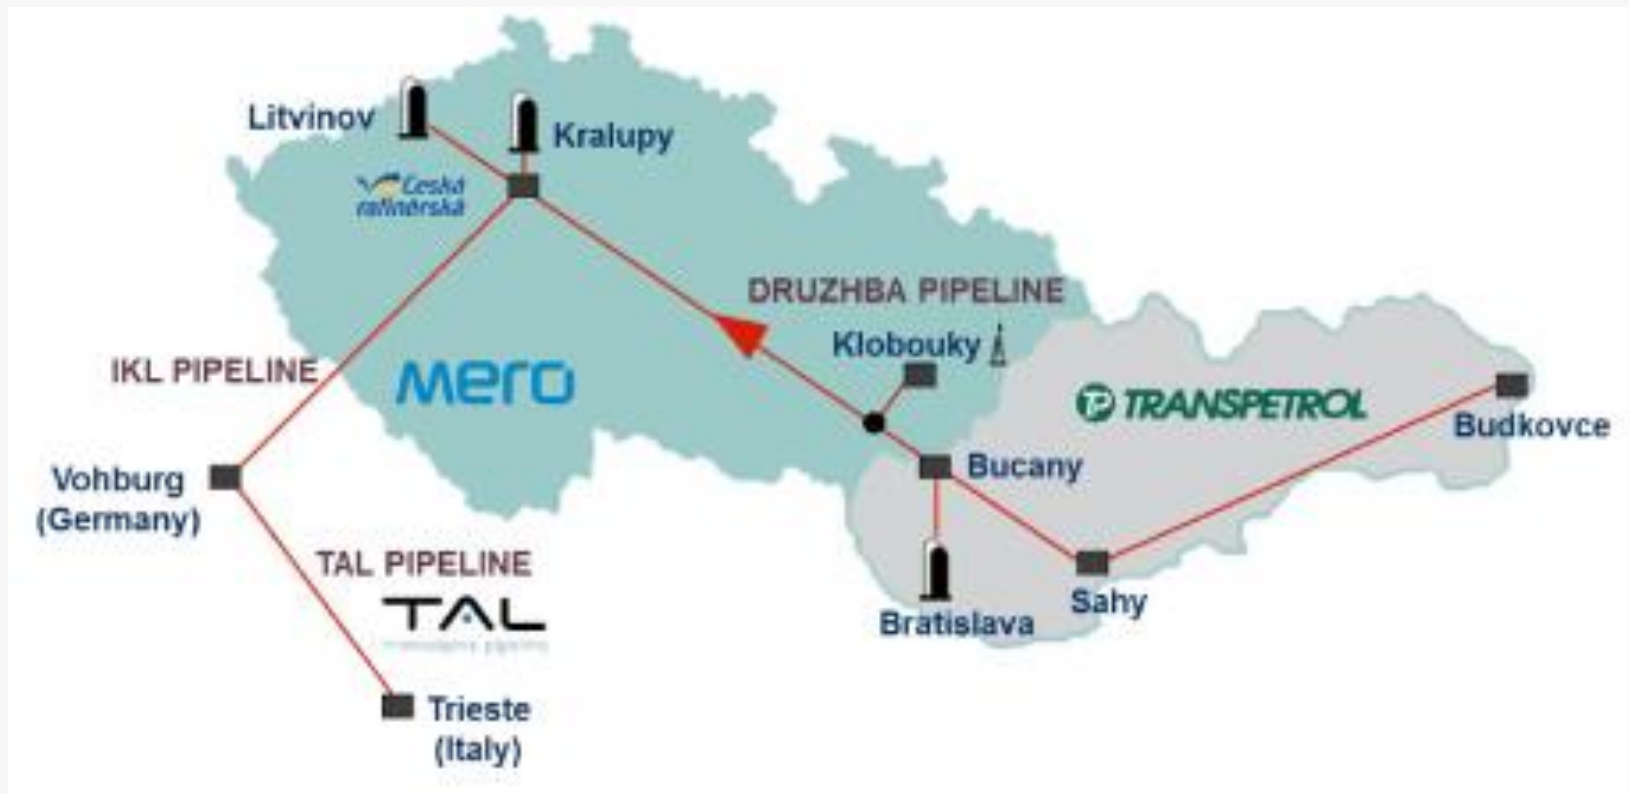 Litvinov
Kralupy
Česká
rafinérská
DRUZHBA PIPELINE
Klobouky
IKL PIPELINE
mero
TP TRANSPETROL
Budkovce
Vohburg
(Germany)
Bucany
TAL PIPELINE
TAL
Sahy
Bratislava
Trieste
(Italy)